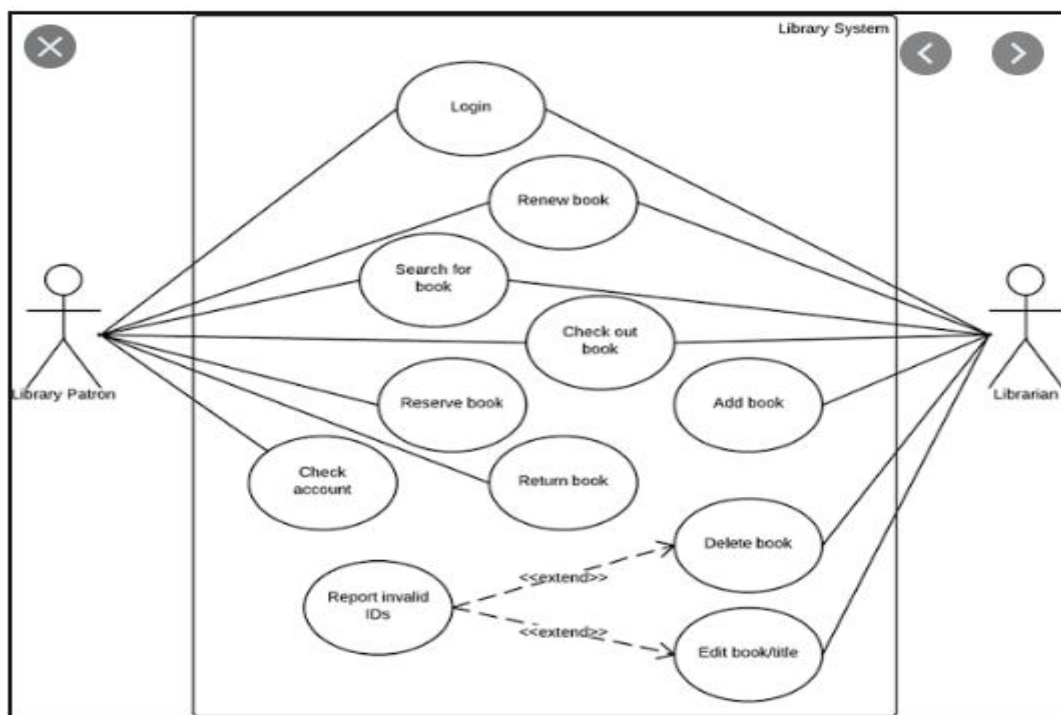 Library System
Login
Renew book
Search for
book
Check out
book
Library Patron
Librarian
Reserve book
Add book
Check
account
Return book
Delete book
<<extend>>
Report invalid
IDs
<<extend>>
Edit book/title